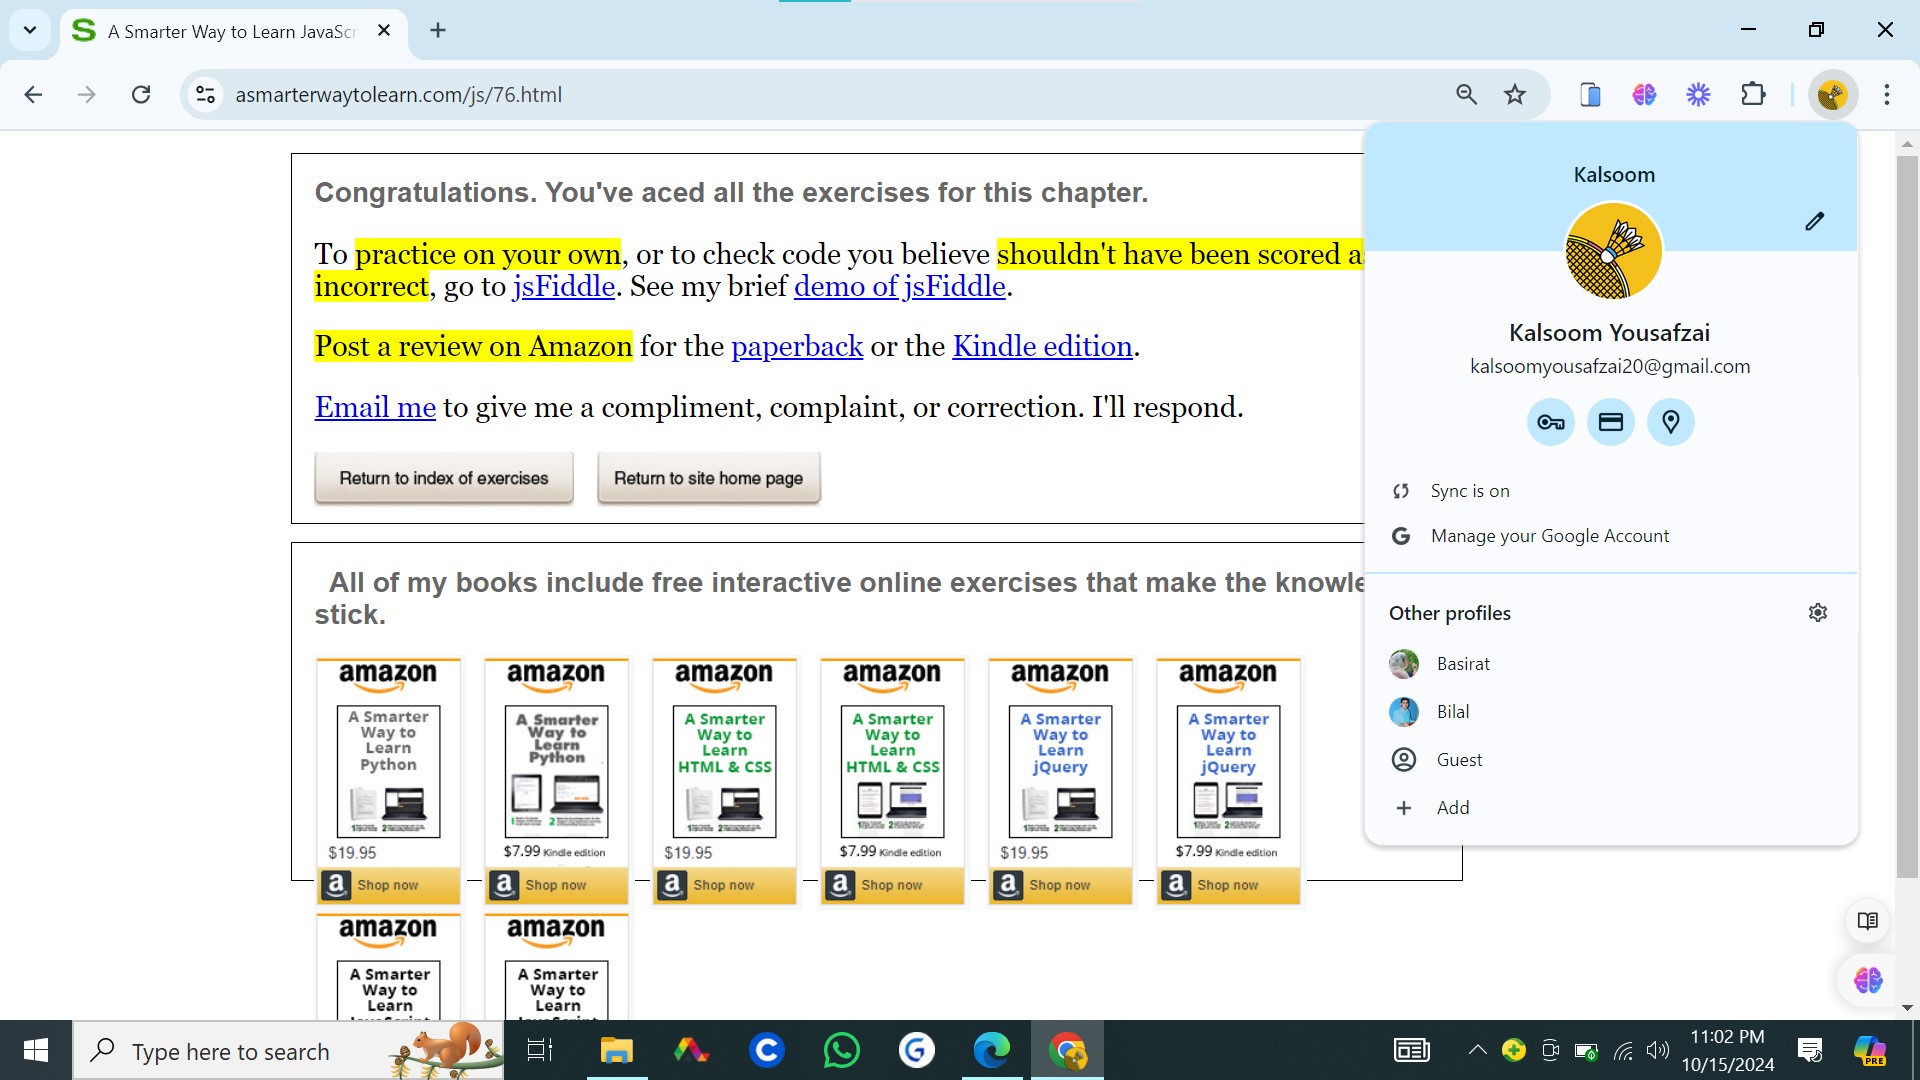 A Smarter Way to Learn JavaScr
asmarterwaytolearn.com/js/76.html
Congratulations. You've aced all the exercises for this chapter.
To practice on your own, or to check code you believe shouldn't have been scored a
incorrect, go to jsFiddle. See my brief demo of jsFiddle.
Post a review on Amazon for the paperback or the Kindle edition.
Email me to give me a compliment, complaint, or correction. I'll respond.
Return to index of exercises
Return to site home page
All of my books include free interactive online exercises that make the knowle
stick.
amazon
A Smarter
Way to
Learn
Python
$19.95
Shop now
amazon
A Smarter
Way to
Learn
Python
$7.99 Kindle edition
Shop now
amazon
A Smarter
Way to
Learn
HTML & CSS
$19.95
Shop now
amazon
A Smarter
Way to
Learn
HTML & CSS
$7.99 Kindle edition
Shop now
amazon
A Smarter
Way to
Learn
jQuery
$19.95
Shop now
amazon
A Smarter
Way to
Learn
jQuery
$7.99 Kindle edition
Shop now
amazon
A Smarter
Way to
Learn
amazon
A Smarter
Way to
Learn
Kalsoom
Kalsoom Yousafzai
kalsoomyousafzai20@gmail.com
Sync is on
Manage your Google Account
Other profiles
Basirat
Bilal
Guest
Add
Type here to search
11:02 PM
10/15/2024
PRE